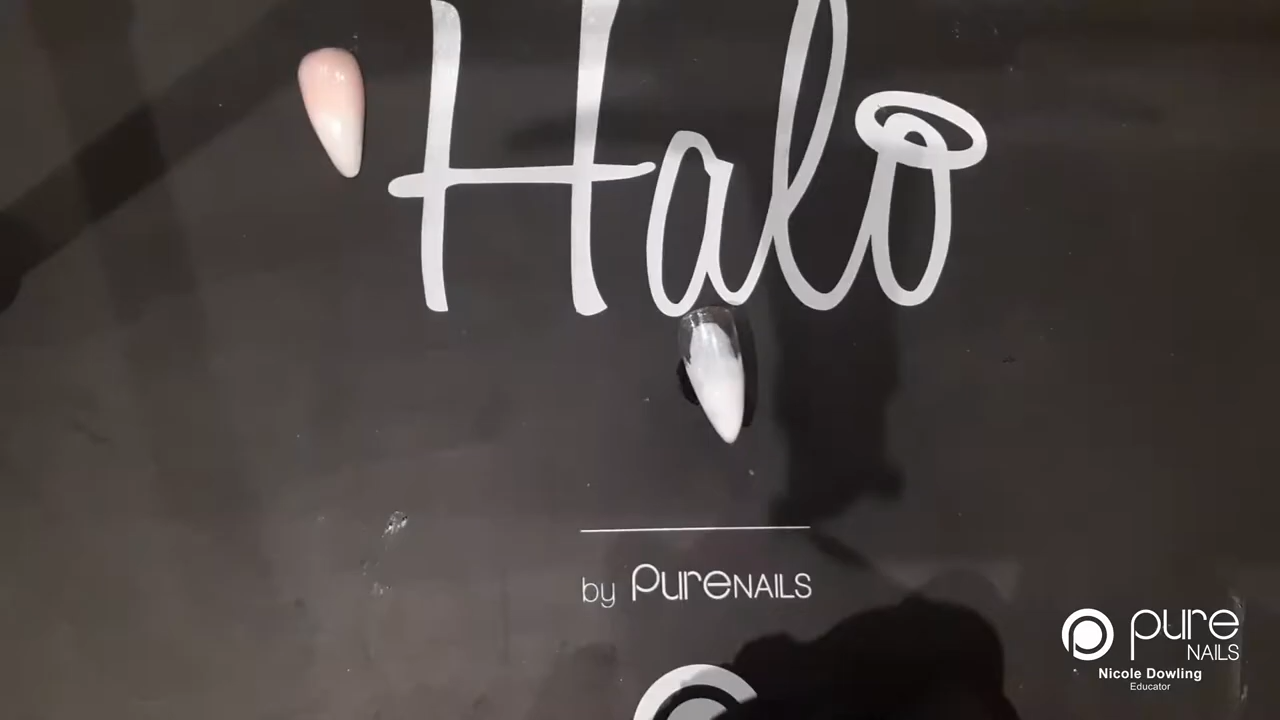 Halo
by PureNAILS
pure
NAILS
Nicole Dowling
Educator